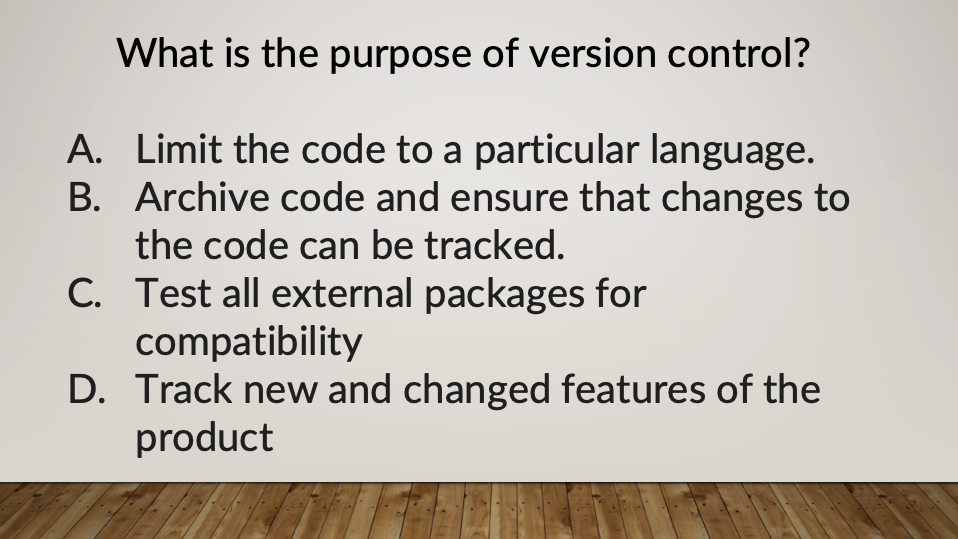 What is the purpose of version control?
A. Limit the code to a particular language.
B. Archive code and ensure that changes to
the code can be tracked.
C. Test all external packages for
compatibility
D. Track new and changed features of the
product